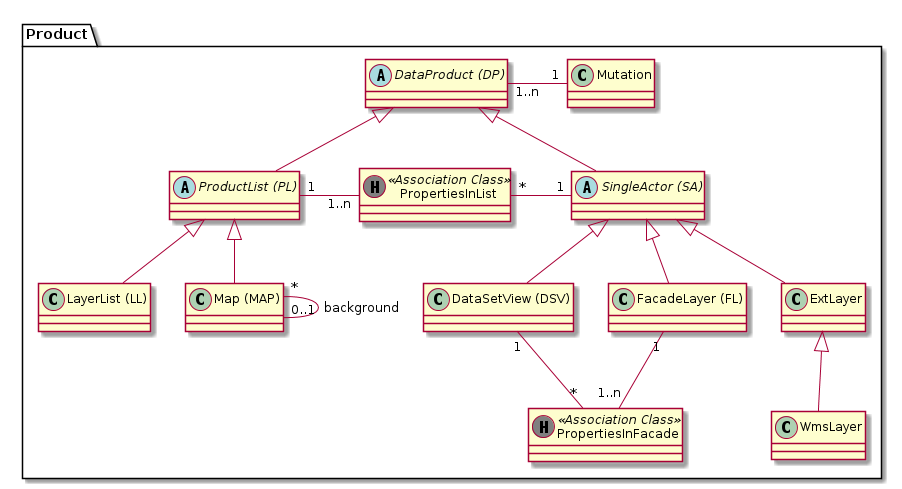 Product
A DataProduct (DP)
1
1..n
C Mutation
A ProductList (PL)
1
1..n
H «Association Class»
PropertiesInList
*
1
A SingleActor (SA)
C LayerList (LL)
C Map (MAP)
*
0..1
background
C DataSetView (DSV)
C FacadeLayer (FL)
C ExtLayer
1
1
*
1..n
H «Association Class»
PropertiesInFacade
C WmsLayer